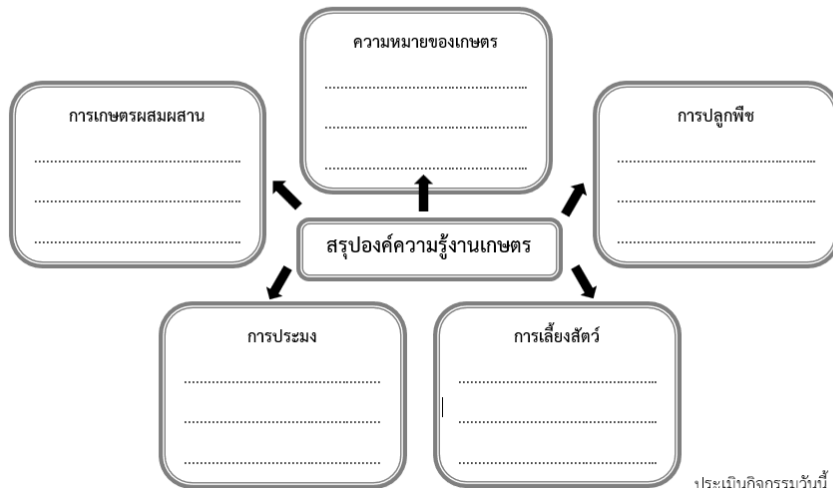 ความหมายของเกษตร
................................................
................................................
................................................
การเกษตรผสมผสาน
................................................
................................................
................................................
การปลูกพืช
................................................
................................................
................................................
สรุปองค์ความรู้งานเกษตร
การประมง
................................................
................................................
................................................
การเลี้ยงสัตว์
................................................
................................................
................................................
ประเมินกิจกรรมวันนี้